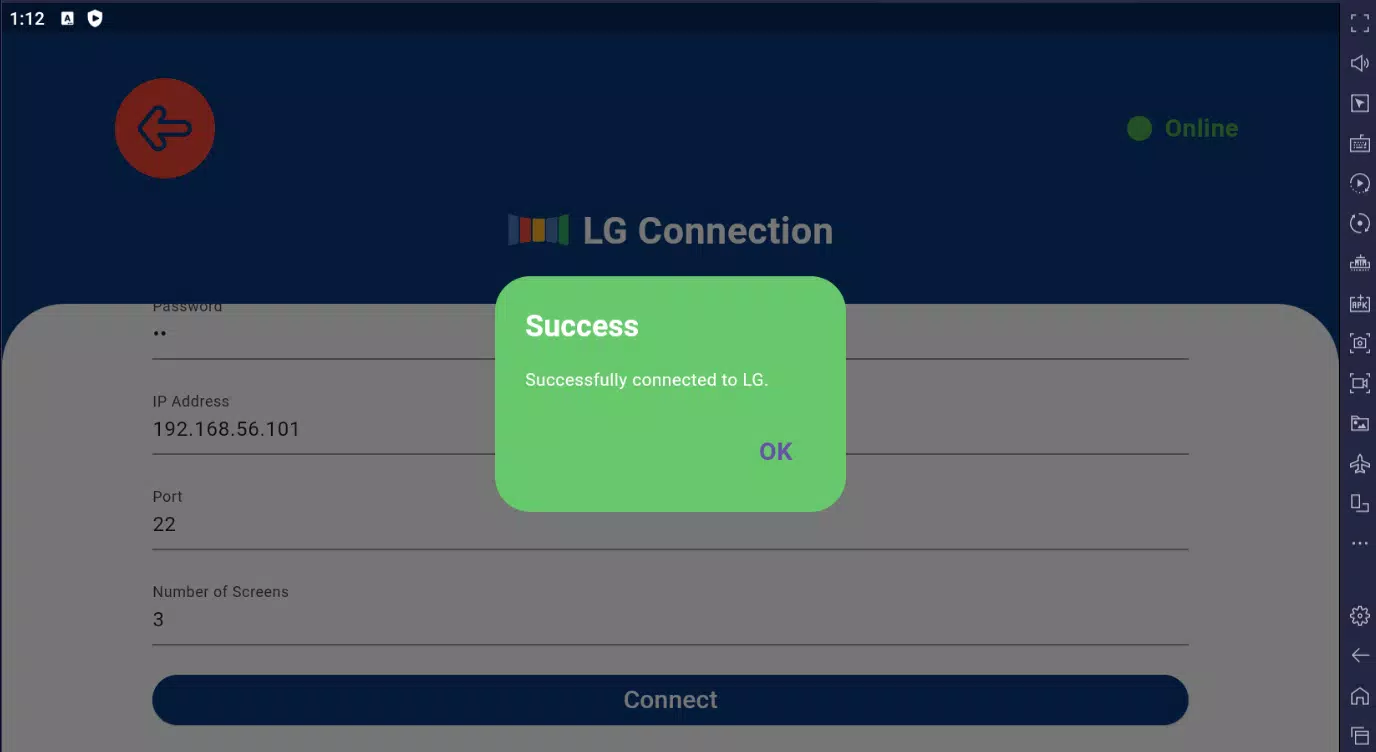 1:12
Online
LG Connection
Password
••
IP Address
192.168.56.101
Port
22
Number of Screens
3
Connect
Success
Successfully connected to LG.
OK